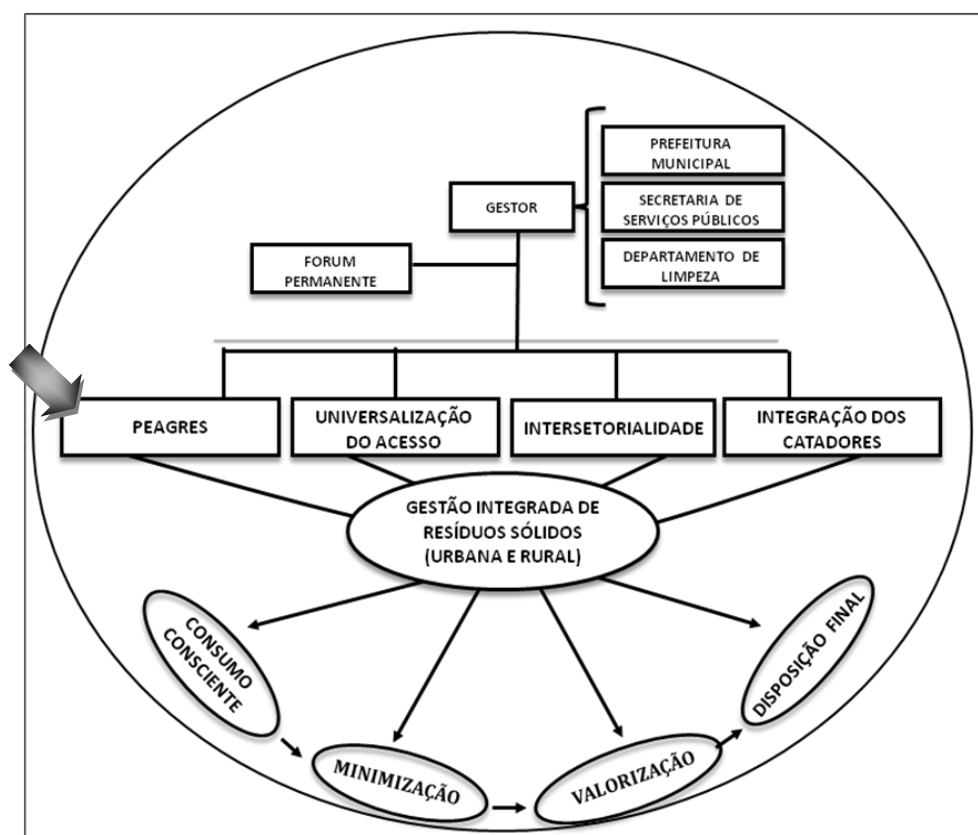 PREFEITURA
MUNICIPAL
SECRETARIA DE
SERVIÇOS PÚBLICOS
DEPARTAMENTO DE
LIMPEZA
GESTOR
FORUM
PERMANENTE
PEAGRES
UNIVERSALIZAÇÃO
DO ACESSO
INTERSETORIALIDADE
INTEGRAÇÃO DOS
CATADORES
GESTÃO INTEGRADA DE
RESÍDUOS SÓLIDOS
(URBANA E RURAL)
CONSUMO
CONSCIENTE
MINIMIZAÇÃO
VALORIZAÇÃO
DISPOSIÇÃO FINAL